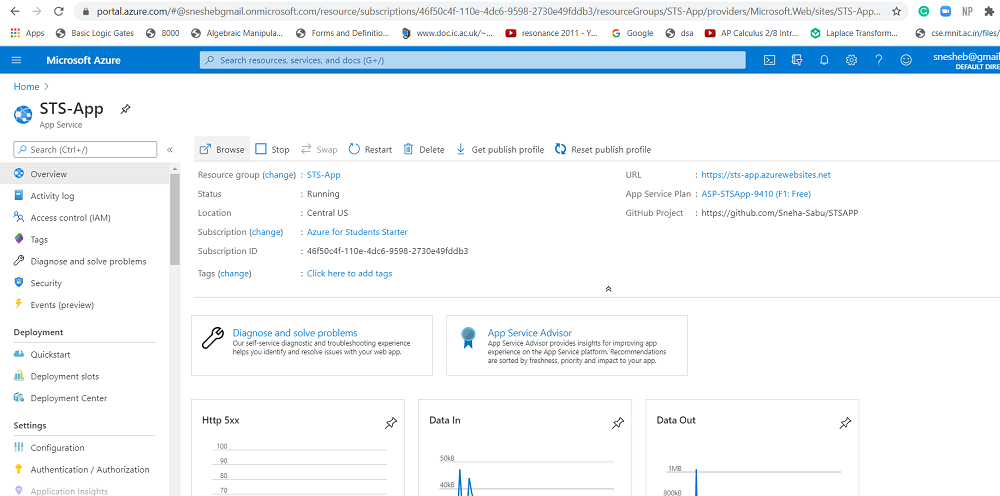 portal.azure.com/#@sneshebgmail.onmicrosoft.com/resource/subscriptions/46f50c4f-110e-4dc6-9598-2730e49fddb3/resourceGroups/STS-App/providers/Microsoft.Web/sites/STS-App...
NP
Apps
Basic Logic Gates
8000
Algebraic Manipula...
Forms and Definitio...
www.doc.ic.ac.uk/~...
resonance 2011 - Y...
Google
dsa
AP Calculus 2/8 Intr...
Laplace Transform...
cse.mnit.ac.in/files/
Microsoft Azure
Search resources, services, and docs (G+/)
snesheb@gmail
DEFAULT DIRE
Home >
STS-App
App Service
Search (Ctrl+/)
«
Browse
Stop
Swap
Restart
Delete
Get publish profile
Reset publish profile
Overview
Activity log
Access control (IAM)
Tags
Diagnose and solve problems
Security
Events (preview)
Deployment
Quickstart
Deployment slots
Deployment Center
Settings
Configuration
Authentication / Authorization
Application Insights
Resource group (change) : STS-App
Status : Running
Location : Central US
Subscription (change) : Azure for Students Starter
Subscription ID : 46f50c4f-110e-4dc6-9598-2730e49fddb3
Tags (change) : Click here to add tags
URL : https://sts-app.azurewebsites.net
App Service Plan : ASP-STSApp-9410 (F1: Free)
GitHub Project : https://github.com/Sneha-Sabu/STSAPP
Diagnose and solve problems
Our self-service diagnostic and troubleshooting experience
helps you identify and resolve issues with your web app.
App Service Advisor
App Service Advisor provides insights for improving app
experience on the App Service platform. Recommendations
are sorted by freshness, priority and impact to your app.
Http 5xx
100
90
80
70
Data In
50kB
40kB
Data Out
1MB
800kB